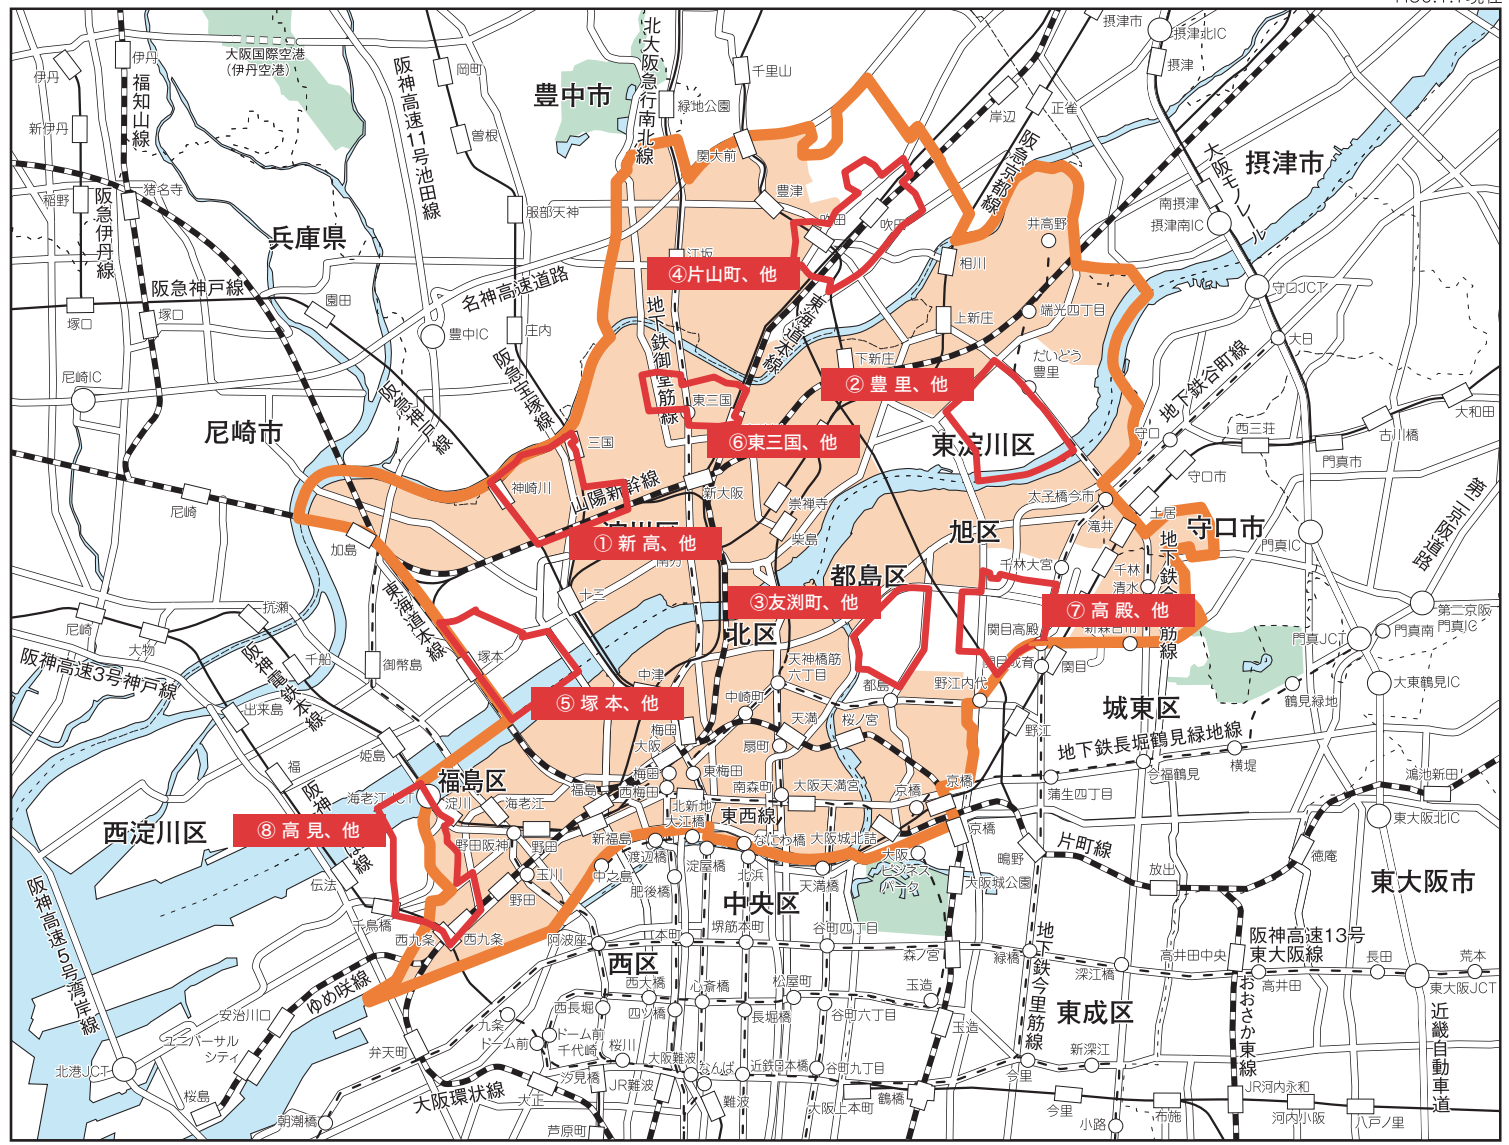 摂津市
摂津北IC
伊丹
大阪国際空港
(伊丹空港)
伊丹
福知山線
阪神高速11号池田線
岡町
北大阪急行南北線
千里山
摂津
豊中市
緑地公園
岸辺
正雀
新伊丹
曽根
関大前
阪急京都線
大阪モノレール
摂津市
稲野
猪名寺
阪急伊丹線
服部天神
豊津
南摂津
摂津南IC
吹田
吹田
井高野
兵庫県
江坂
相川
④片山町、他
阪急神戸線
名神高速道路
守口JCT
塚口
塚口
園田
豊中IC
庄内
地下鉄御堂筋線
東海道本線
上新庄
端光四丁目
大日
阪急宝塚線
下新庄
だいどう
豊里
地下鉄谷町線
尼崎IC
阪急神戸線
② 豊 里、他
東三国
大和田
尼崎市
三国
⑥東三国、他
東淀川区
守口
西三荘
古川橋
門真市
神崎川
山陽新幹線
新大阪
崇禅寺
太子橋今市
守口市
第二京阪道路
尼崎
淀川区
① 新 高、他
柴島
旭区
滝井
土居
守口市
門真IC
加島
南方
都島区
千林大宮
千林
清水
地下鉄今里筋線
東海道本線
十三
③友渕町、他
⑦ 高 殿、他
抗瀬
尼崎
大物
北区
関目高殿
新森古市
第二京阪
門真IC
門真JCT
門真南
阪神高速3号神戸線
阪神電鉄本線
千船
御幣島
塚本
中津
天神橋筋
六丁目
都島
野江内代
関目成育
関目
鶴見緑地
大東鶴見IC
⑤ 塚 本、他
出来島
中崎町
天満
桜ノ宮
城東区
野江
地下鉄長堀鶴見緑地線
姫島
梅田
大阪
扇町
横堤
福
福島区
福島
梅田
西梅田
東梅田
南森町
大阪天満宮
京橋
京橋
今福鶴見
鴻池新田
海老江JCT
淀川
海老江
北新地
大江橋
東西線
蒲生四丁目
東大阪北IC
西淀川区
⑧ 高 見、他
野田阪神
野田
新福島
渡辺橋
なにわ橋
大阪城北詰
京橋
片町線
徳庵
淀屋橋
北浜
大阪
ビジネス
パーク
鴫野
放出
伝法
玉川
中之島
肥後橋
天満橋
大阪城公園
東大阪市
野田
中央区
阪神高速5号湾岸線
千鳥橋
西九条
西九条
阿波座
本町
堺筋本町
谷町四丁目
地下鉄今里筋線
阪神高速13号
東大阪線
西区
森ノ宮
緑橋
深江橋
高井田中央
高井田
長田
荒本
東大阪JCT
ゆめ咲線
西大橋
心斎橋
松屋町
玉造
安治川口
西長堀
四ツ橋
長堀橋
谷町六丁目
東成区
おおさか東線
近畿自動車道
ユニバーサル
シティ
九条
ドーム前
ドーム前
千代崎
桜川
玉造
新深江
弁天町
大阪難波
なんば
近鉄日本橋
谷町九丁目
今里
北港JCT
汐見橋
JR難波
桜島
大阪環状線
大正
難波
大阪上本町
鶴橋
今里
JR河内永和
河内小阪
八戸ノ里
朝潮橋
芦原町
小路
布施